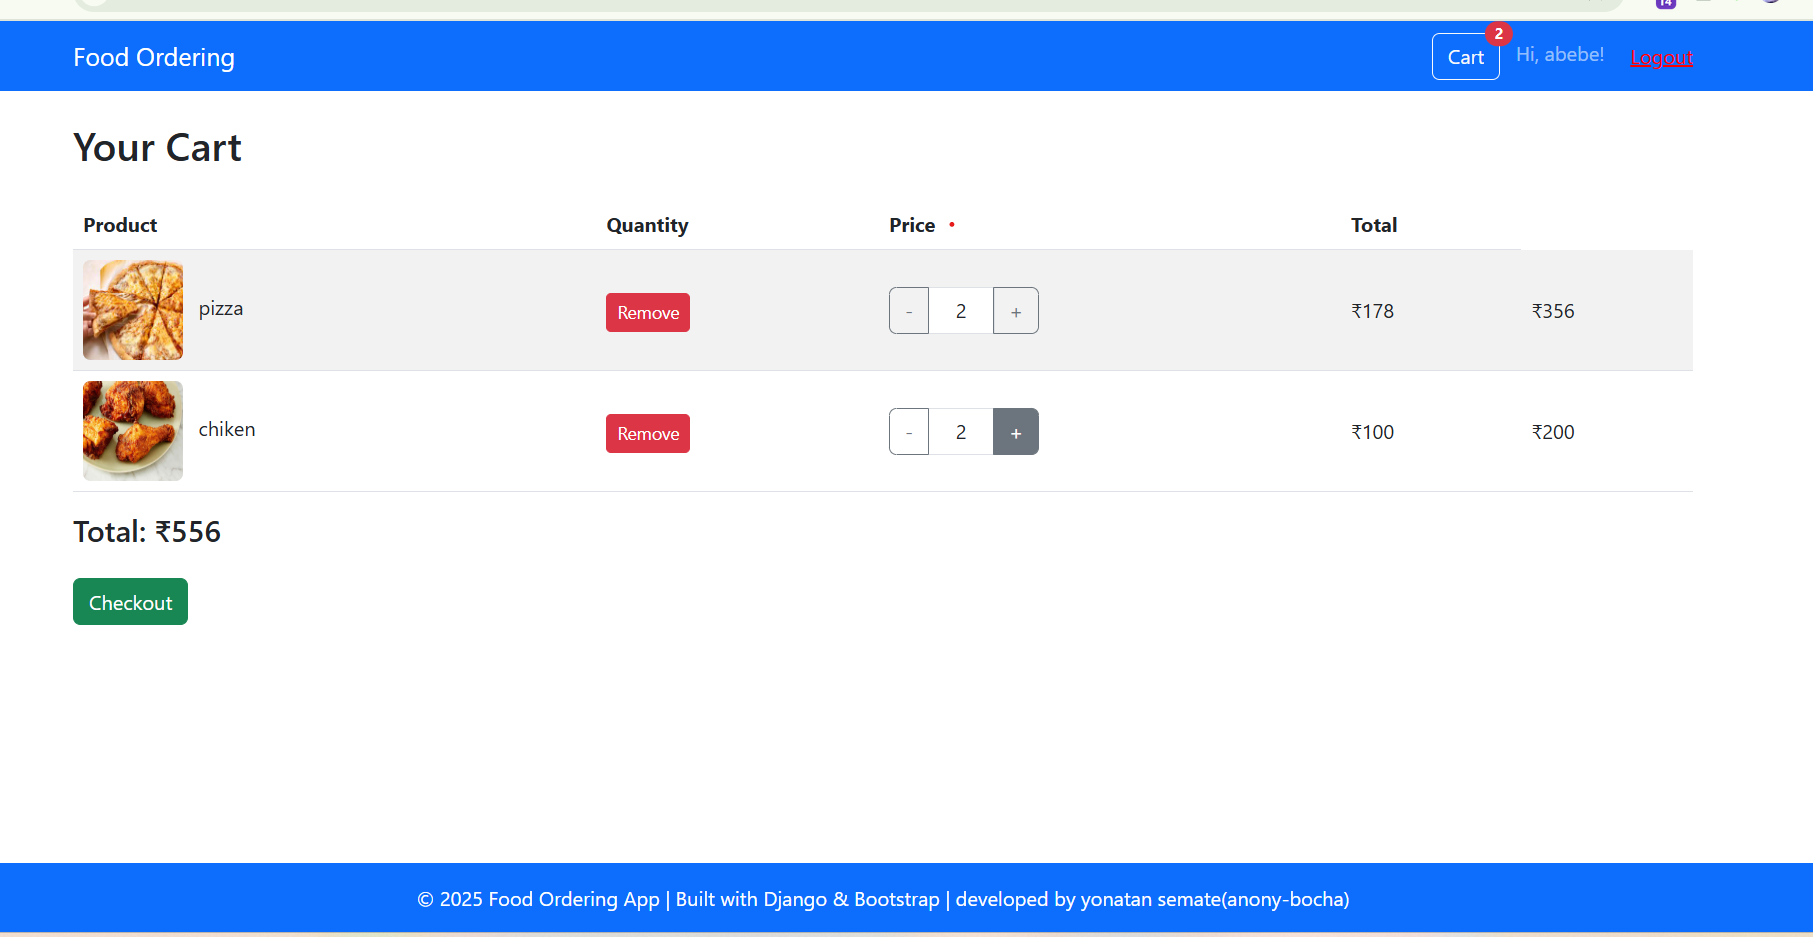 14
Food Ordering
Cart 2 Hi, abebe! Logout
Your Cart
Product Quantity Price Total
pizza Remove - 2 + ₹178 ₹356
chiken Remove - 2 + ₹100 ₹200
Total: ₹556
Checkout
© 2025 Food Ordering App | Built with Django & Bootstrap | developed by yonatan semate(anony-bocha)